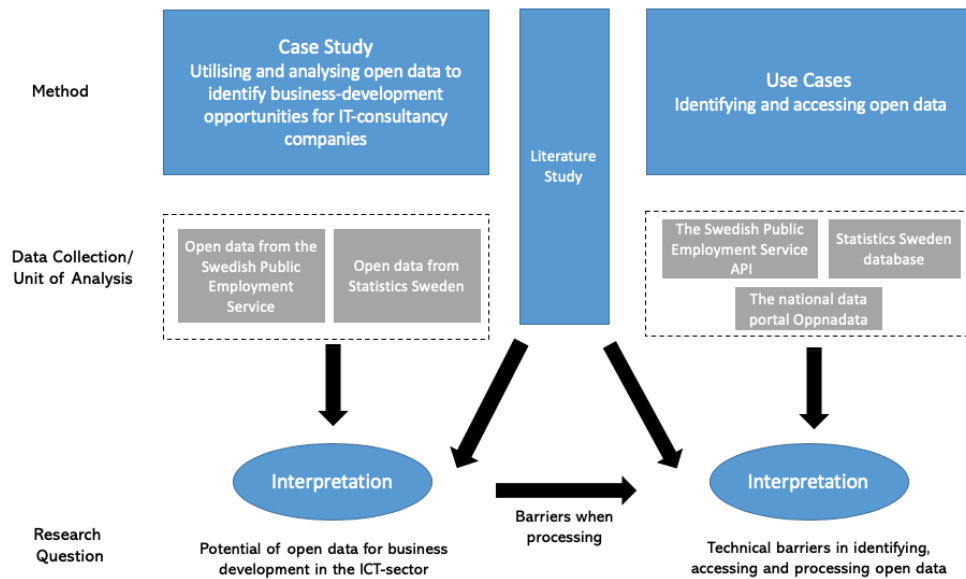 Method
Case Study
Utilising and analysing open data to
identify business-development
opportunities for IT-consultancy
companies
Literature
Study
Use Cases
Identifying and accessing open data
Data Collection/
Unit of Analysis
Open data from the
Swedish Public
Employment
Service
Open data from
Statistics Sweden
The Swedish Public
Employment Service
API
Statistics Sweden
database
The national data
portal Oppnadata
Interpretation
Barriers when
processing
Interpretation
Research
Question
Potential of open data for business
development in the ICT-sector
Technical barriers in identifying,
accessing and processing open data